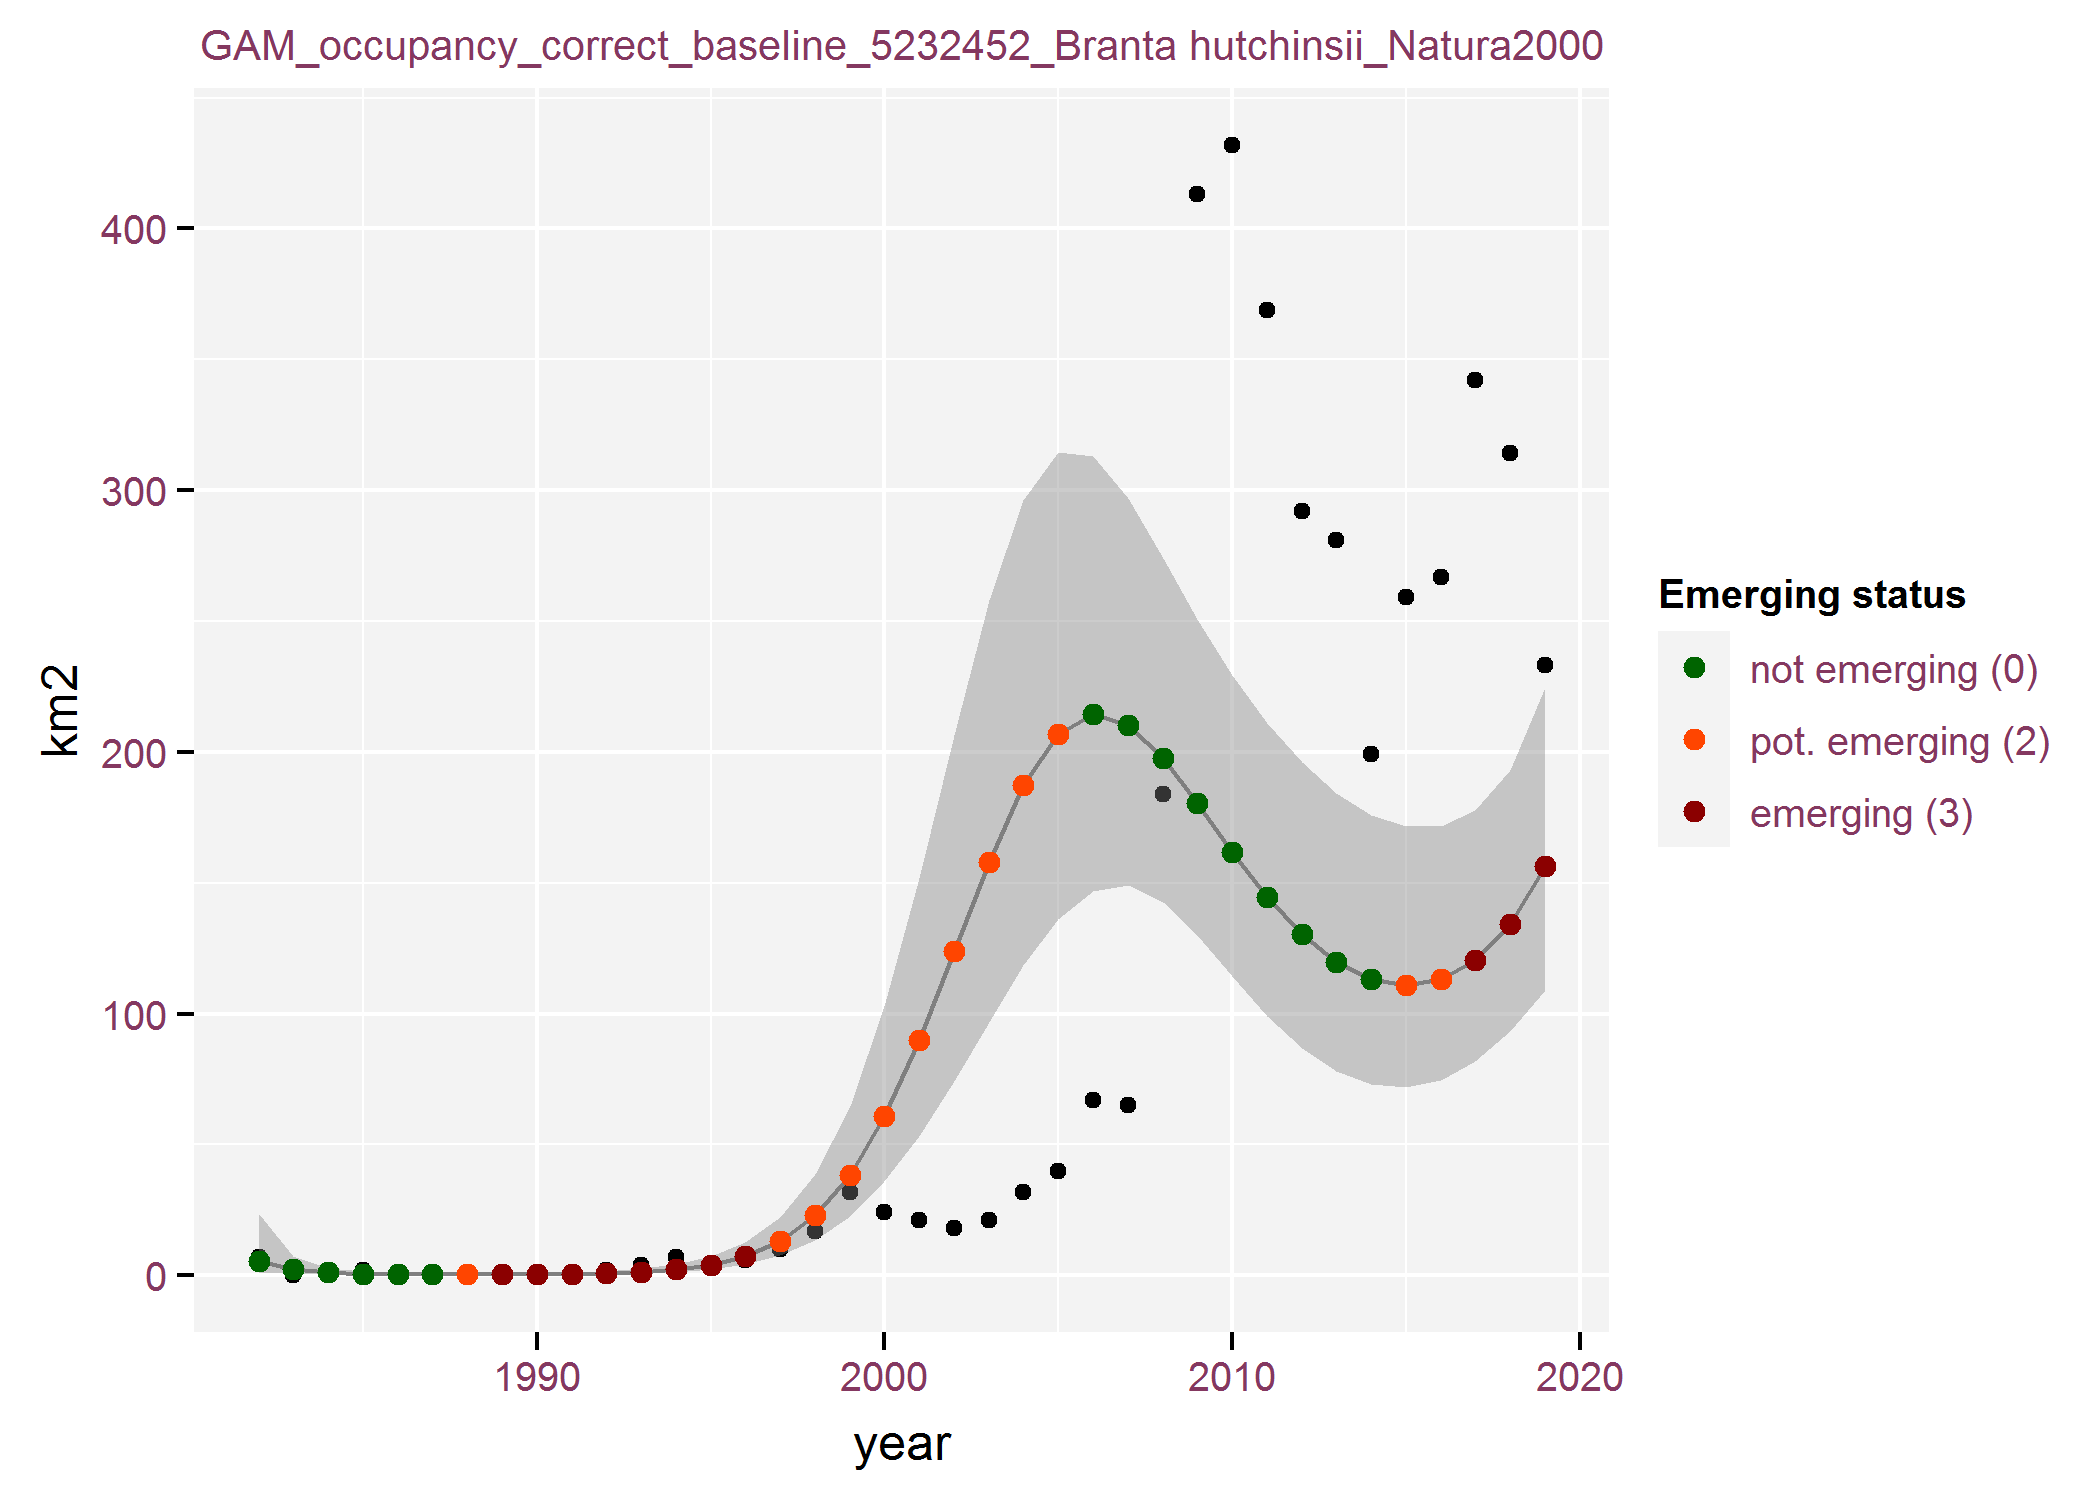 GAM_occupancy_correct_baseline_5232452_Branta hutchinsii_Natura2000
400
300
200
100
0
km2
1990 2000 2010 2020
year
Emerging status
not emerging (0)
pot. emerging (2)
emerging (3)